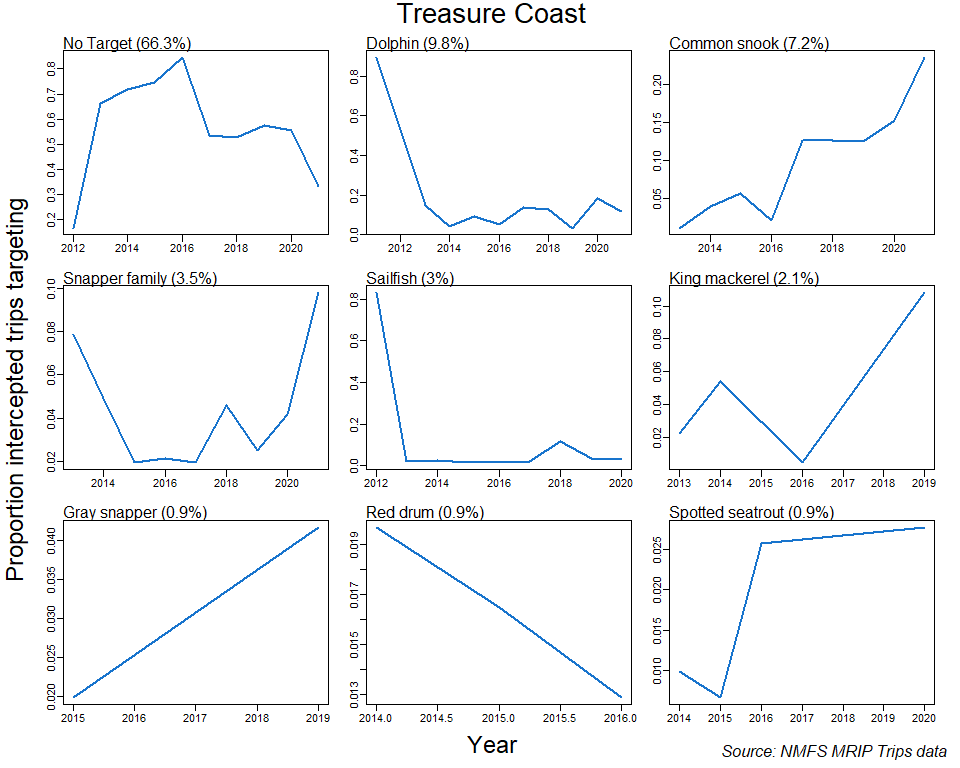 Treasure Coast
No Target (66.3%)
Dolphin (9.8%)
Common snook (7.2%)
0.2 0.3 0.4 0.5 0.6 0.7 0.8
2012 2014 2016 2018 2020
0.0 0.2 0.4 0.6 0.8
2012 2014 2016 2018 2020
0.05 0.10 0.15 0.20
2014 2016 2018 2020
Snapper family (3.5%)
Sailfish (3%)
King mackerel (2.1%)
0.02 0.04 0.06 0.08 0.10
2014 2016 2018 2020
0.0 0.2 0.4 0.6 0.8
2012 2014 2016 2018 2020
0.02 0.04 0.06 0.08 0.10
2013 2014 2015 2016 2017 2018 2019
Gray snapper (0.9%)
Red drum (0.9%)
Spotted seatrout (0.9%)
0.020 0.025 0.030 0.035 0.040
2015 2016 2017 2018 2019
0.013 0.015 0.017 0.019
2014.0 2014.5 2015.0 2015.5 2016.0
0.010 0.015 0.020 0.025
2014 2015 2016 2017 2018 2019 2020
Proportion intercepted trips targeting
Year
Source: NMFS MRIP Trips data